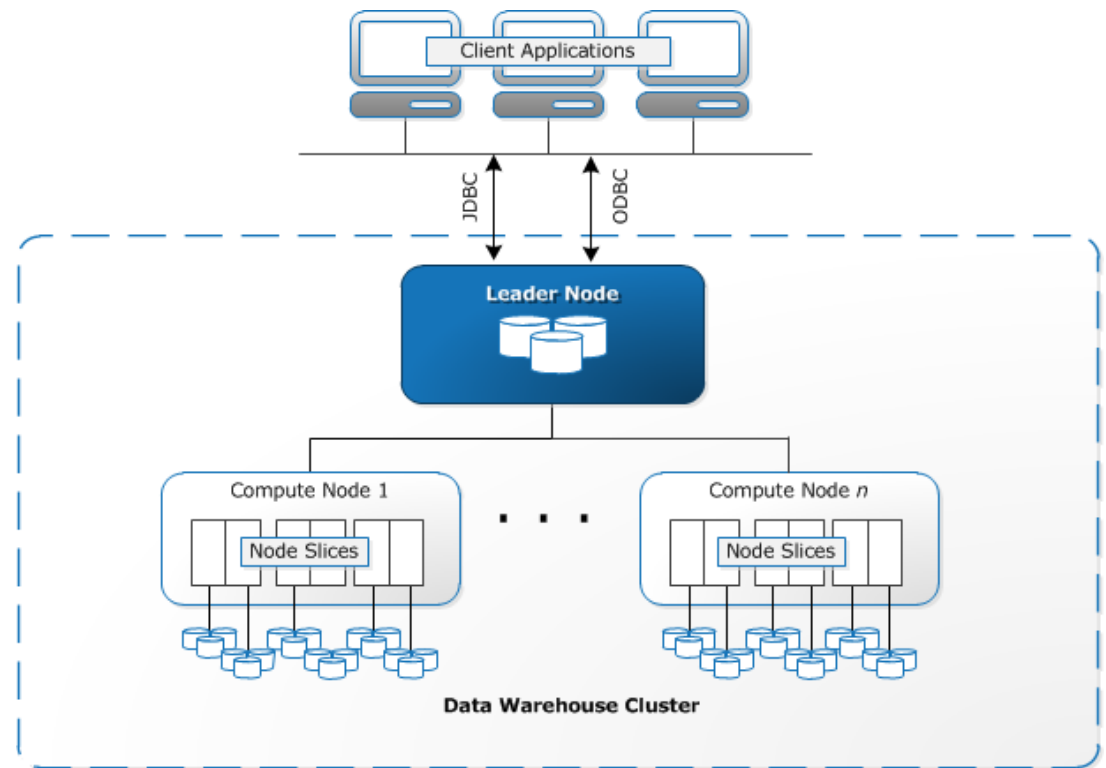 Client Applications
JDBC
ODBC
Leader Node
Compute Node 1
Compute Node n
. . .
Node Slices
Node Slices
Data Warehouse Cluster